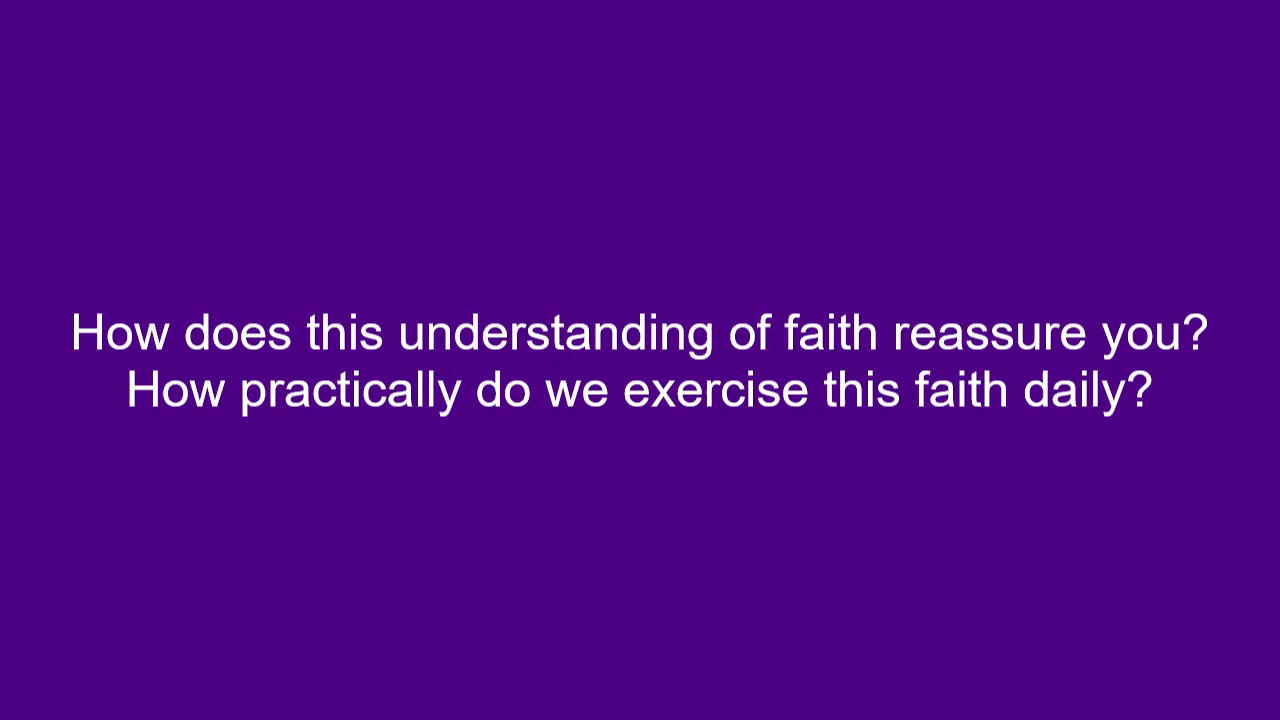 How does this understanding of faith reassure you?
How practically do we exercise this faith daily?